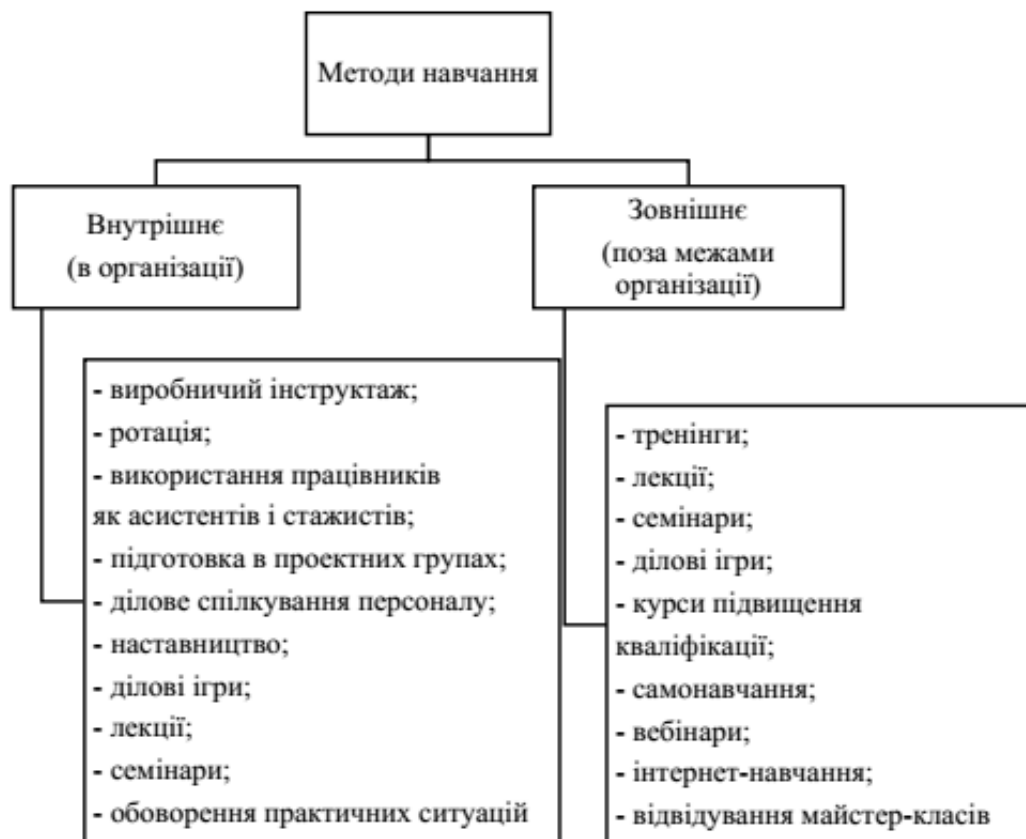 Методи навчання
Внутрішнє
(в організації)
Зовнішнє
(поза межами
організації)
- виробничий інструктаж;
- ротація;
- використання працівників
як асистентів і стажистів;
- підготовка в проектних групах;
- ділове спілкування персоналу;
- наставництво;
- ділові ігри;
- лекції;
- семінари;
- обоворення практичних ситуацій
- тренінги;
- лекції;
- семінари;
- ділові ігри;
- курси підвищення
кваліфікації;
- самонавчання;
- вебінари;
- інтернет-навчання;
- відвідування майстер-класів